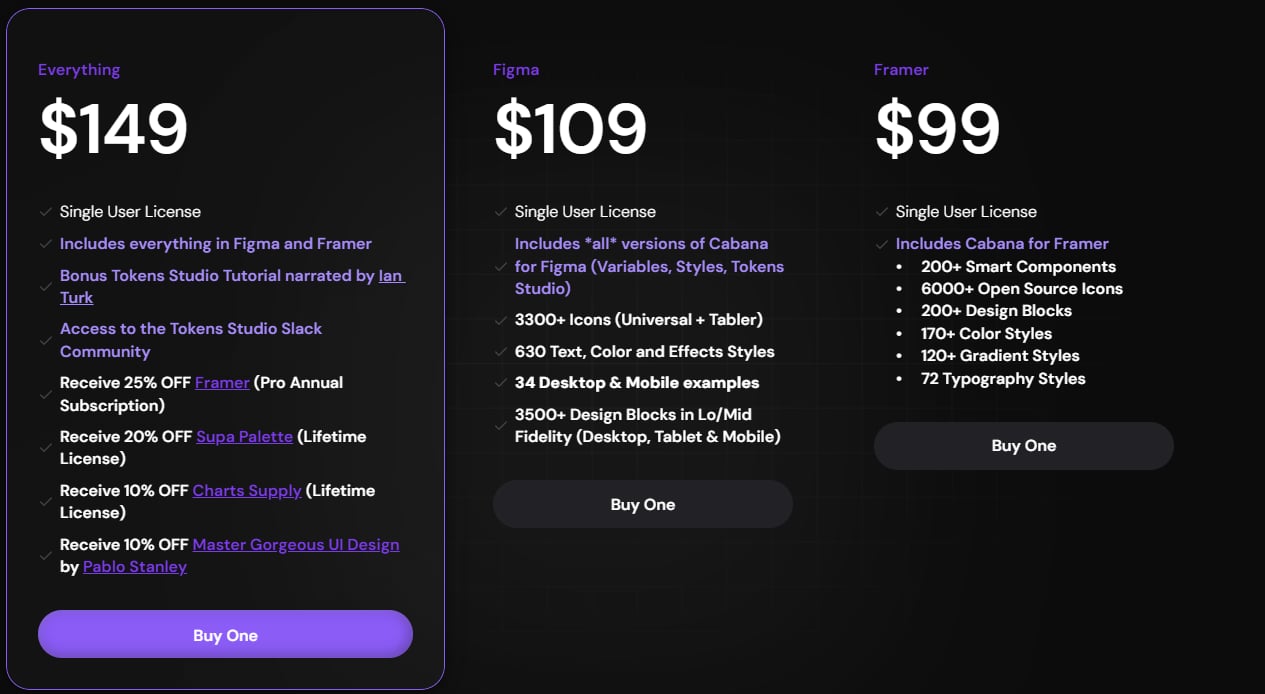 Everything
$149
Single User License
Includes everything in Figma and Framer
Bonus Tokens Studio Tutorial narrated by Ian
Turk
Access to the Tokens Studio Slack
Community
Receive 25% OFF Framer (Pro Annual
Subscription)
Receive 20% OFF Supa Palette (Lifetime
License)
Receive 10% OFF Charts Supply (Lifetime
License)
Receive 10% OFF Master Gorgeous UI Design
by Pablo Stanley
Buy One
Figma
$109
Single User License
Includes *all* versions of Cabana
for Figma (Variables, Styles, Tokens
Studio)
3300+ Icons (Universal + Tabler)
630 Text, Color and Effects Styles
34 Desktop & Mobile examples
3500+ Design Blocks in Lo/Mid
Fidelity (Desktop, Tablet & Mobile)
Buy One
Framer
$99
Single User License
Includes Cabana for Framer
• 200+ Smart Components
• 6000+ Open Source Icons
• 200+ Design Blocks
• 170+ Color Styles
• 120+ Gradient Styles
• 72 Typography Styles
Buy One